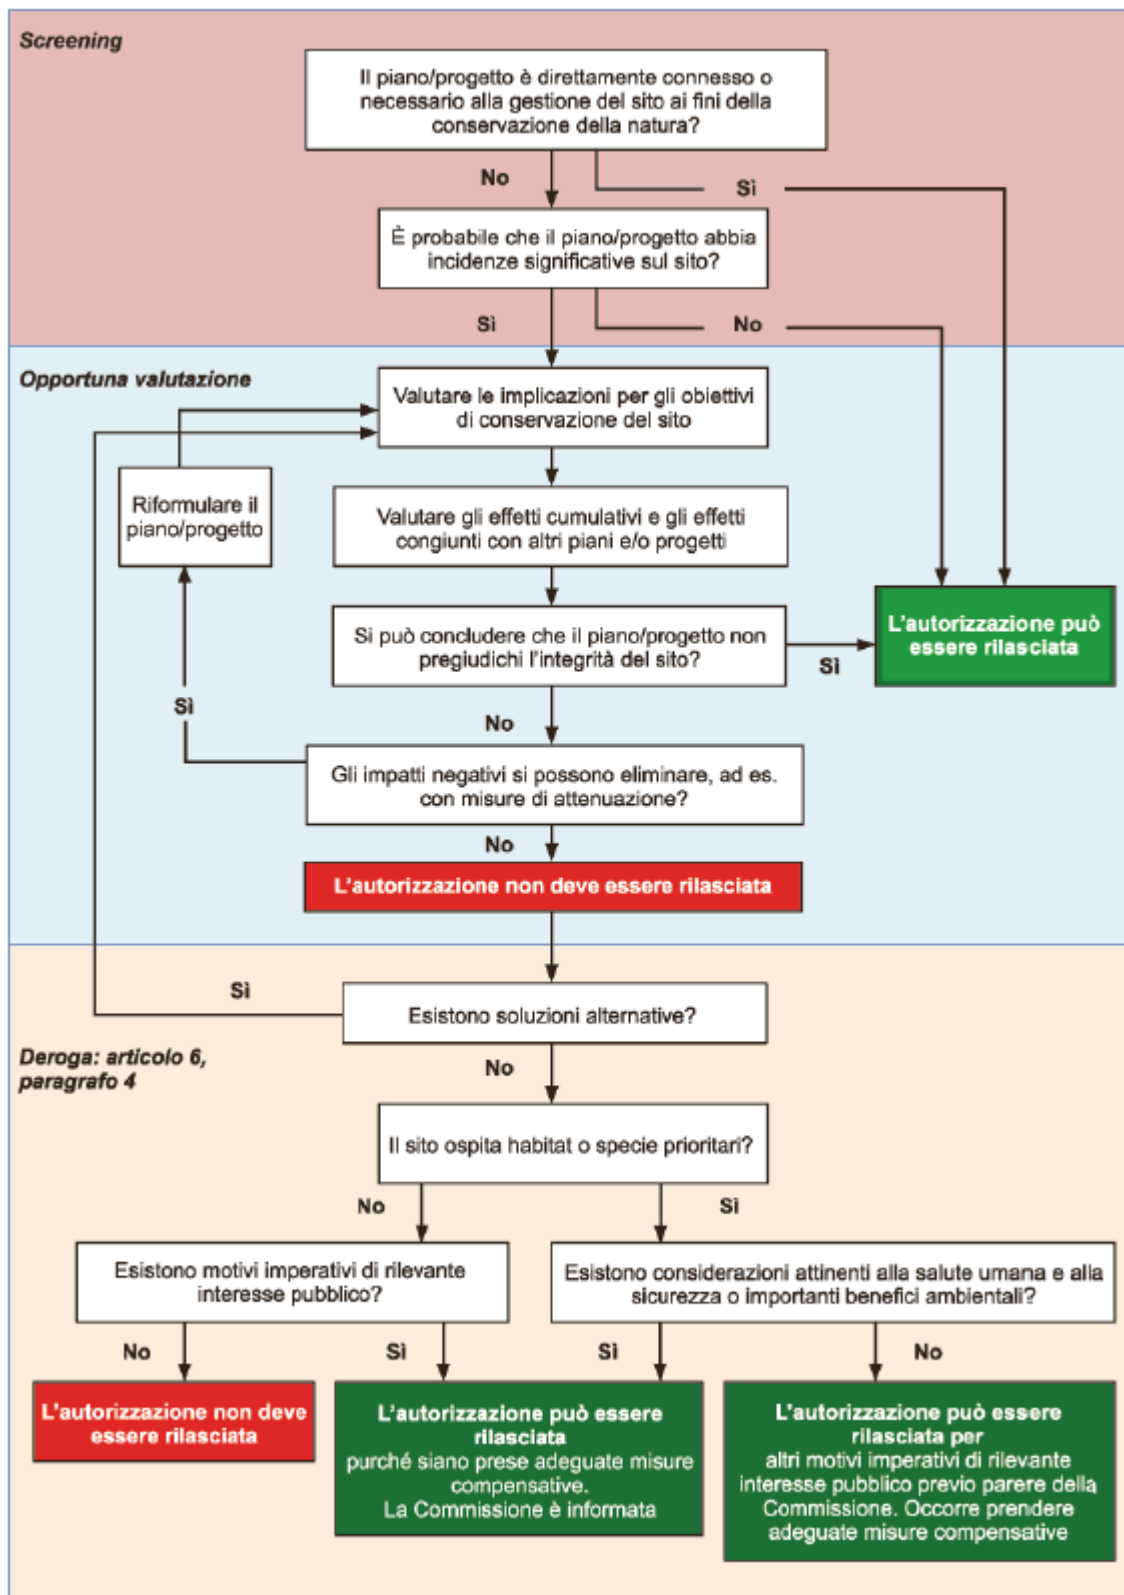 Screening
Il piano/progetto è direttamente connesso o
necessario alla gestione del sito ai fini della
conservazione della natura?
No
Sì
È probabile che il piano/progetto abbia
incidenze significative sul sito?
Sì
No
Opportuna valutazione
Valutare le implicazioni per gli obiettivi
di conservazione del sito
Riformulare il
piano/progetto
Valutare gli effetti cumulativi e gli effetti
congiunti con altri piani e/o progetti
Si può concludere che il piano/progetto non
pregiudichi l'integrità del sito?
Sì
L'autorizzazione può
essere rilasciata
Sì
No
Gli impatti negativi si possono eliminare, ad es.
con misure di attenuazione?
No
L'autorizzazione non deve essere rilasciata
Sì
Esistono soluzioni alternative?
Deroga: articolo 6,
paragrafo 4
No
Il sito ospita habitat o specie prioritari?
No
Sì
Esistono motivi imperativi di rilevante
interesse pubblico?
Esistono considerazioni attinenti alla salute umana e alla
sicurezza o importanti benefici ambientali?
No
Sì
Sì
No
L'autorizzazione non deve
essere rilasciata
L'autorizzazione può essere
rilasciata
purché siano prese adeguate misure
compensative.
La Commissione è informata
L'autorizzazione può essere
rilasciata per
altri motivi imperativi di rilevante
interesse pubblico previo parere della
Commissione. Occorre prendere
adeguate misure compensative